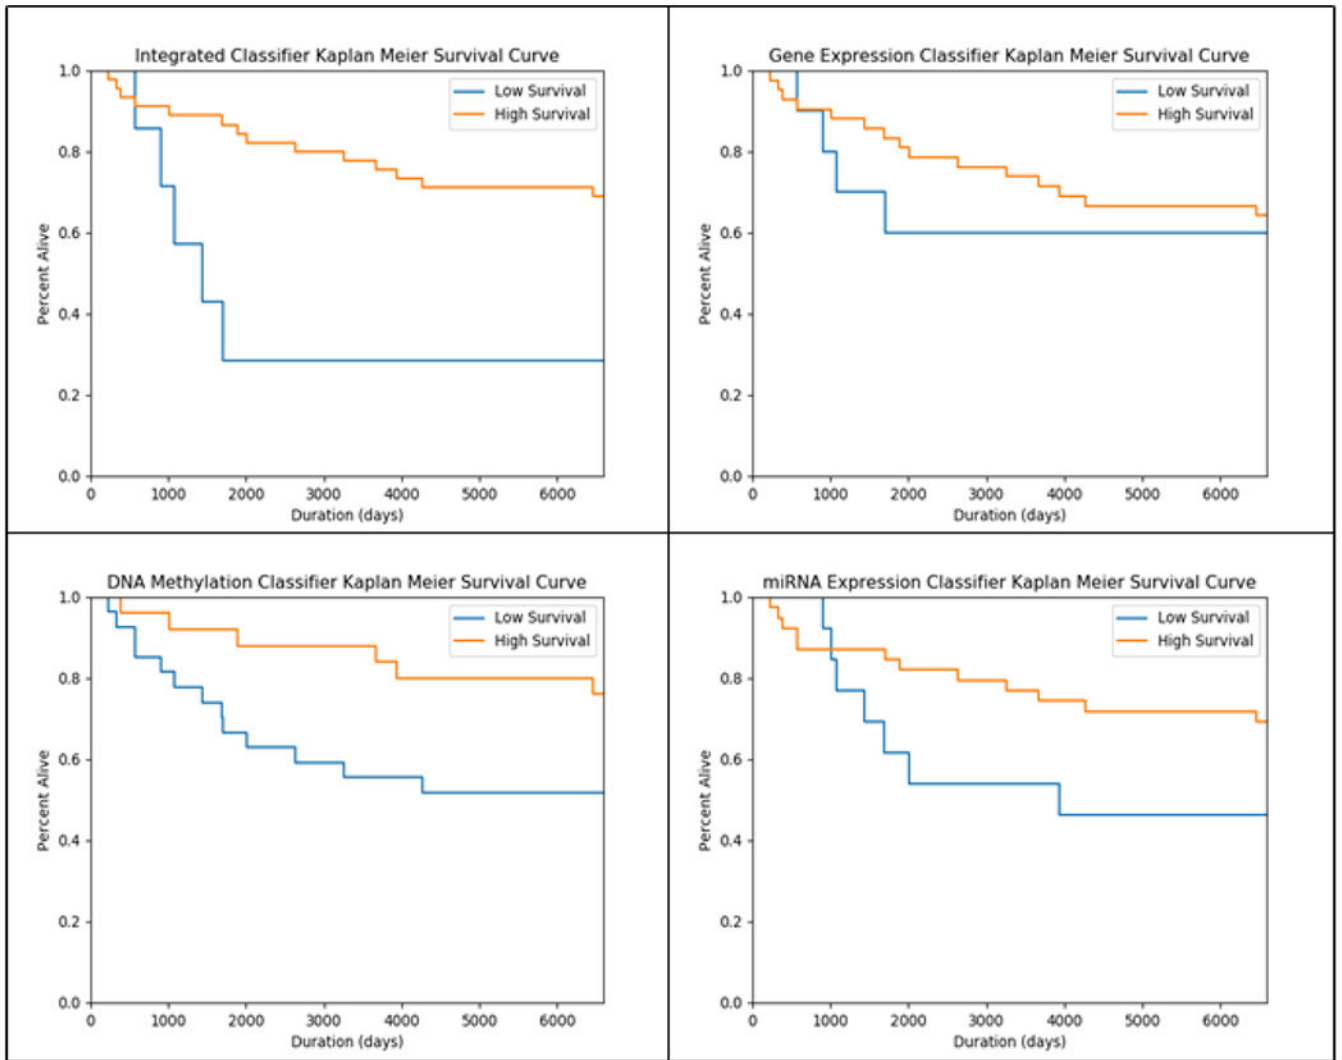 Integrated Classifier Kaplan Meier Survival Curve
1.0
0.8
0.6
0.4
0.2
0.0
Percent Alive
Low Survival
High Survival
0 1000 2000 3000 4000 5000 6000
Duration (days)
Gene Expression Classifier Kaplan Meier Survival Curve
1.0
0.8
0.6
0.4
0.2
0.0
Percent Alive
Low Survival
High Survival
0 1000 2000 3000 4000 5000 6000
Duration (days)
DNA Methylation Classifier Kaplan Meier Survival Curve
1.0
0.8
0.6
0.4
0.2
0.0
Percent Alive
Low Survival
High Survival
0 1000 2000 3000 4000 5000 6000
Duration (days)
miRNA Expression Classifier Kaplan Meier Survival Curve
1.0
0.8
0.6
0.4
0.2
0.0
Percent Alive
Low Survival
High Survival
0 1000 2000 3000 4000 5000 6000
Duration (days)